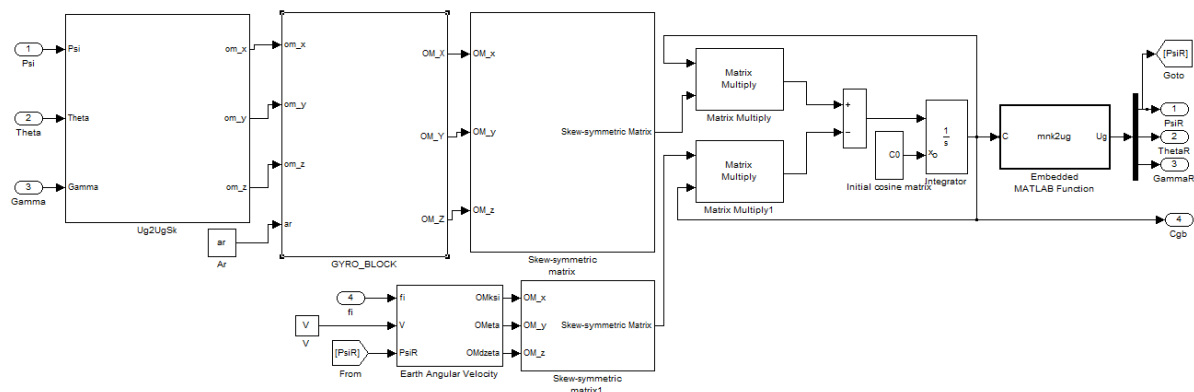 1
Psi
2
Theta
3
Gamma
Psi
Theta
Gamma
om_x
om_y
om_z
Ug2UgSk
ar
Ar
om_x
om_y
om_z
ar
OM_X
OM_Y
OM_Z
GYRO_BLOCK
OM_x
OM_y
OM_z
Skew-symmetric Matrix
Skew-symmetric
matrix
Matrix
Multiply
Matrix Multiply
Matrix
Multiply
Matrix Multiply1
+
−
C0
Initial cosine matrix
1
s
xo
Integrator
C
mnk2ug
Ug
Embedded
MATLAB Function
[PsiR]
Goto
1
PsiR
2
ThetaR
3
GammaR
4
Cgb
4
fi
V
V
[PsiR]
From
fi
V
PsiR
OMksi
OMeta
OMdzeta
Earth Angular Velocity
OM_x
OM_y
OM_z
Skew-symmetric Matrix
Skew-symmetric
matrix1